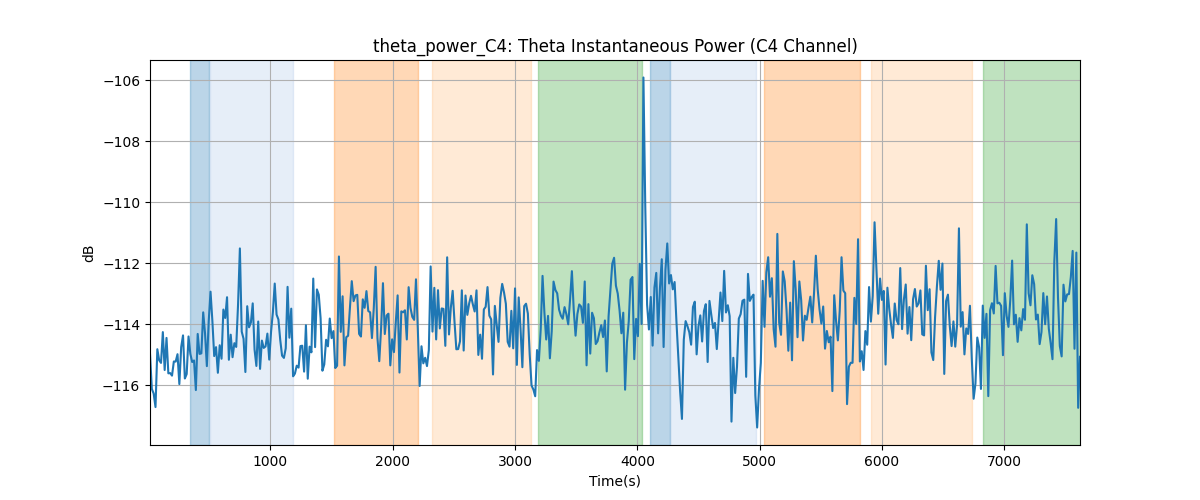 theta_power_C4: Theta Instantaneous Power (C4 Channel)
−106
−108
−110
−112
−114
−116
dB
1000 2000 3000 4000 5000 6000 7000
Time(s)